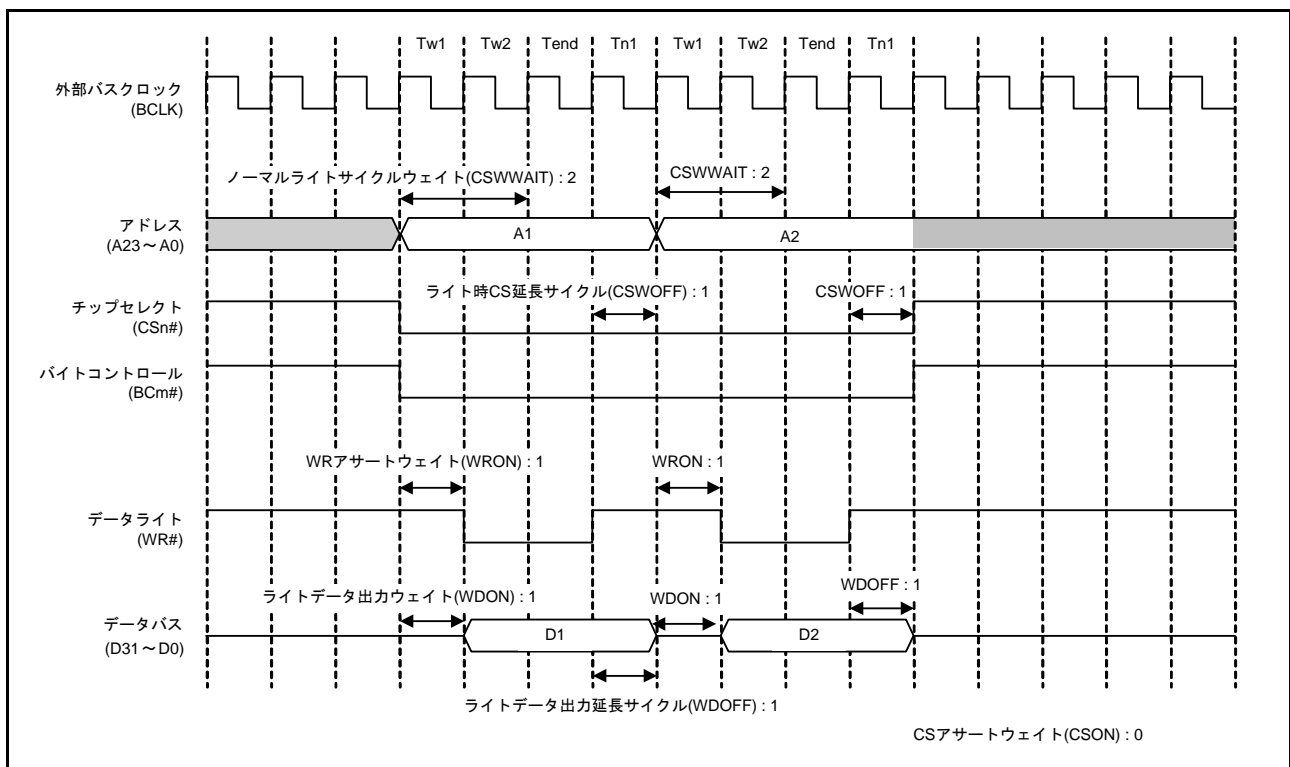 Tw1 Tw2 Tend Tn1 Tw1 Tw2 Tend Tn1
外部バスクロック
(BCLK)
ノーマルライトサイクルウェイト(CSWWAIT) : 2
CSWWAIT : 2
アドレス
(A23～A0)
A1
A2
ライト時CS延長サイクル(CSWOFF) : 1
CSWOFF : 1
チップセレクト
(CSn#)
バイトコントロール
(BCm#)
WRアサートウェイト(WRON) : 1
WRON : 1
データライト
(WR#)
ライトデータ出力ウェイト(WDON) : 1
WDON : 1
WDOFF : 1
データバス
(D31～D0)
D1
D2
ライトデータ出力延長サイクル(WDOFF) : 1
CSアサートウェイト(CSON) : 0